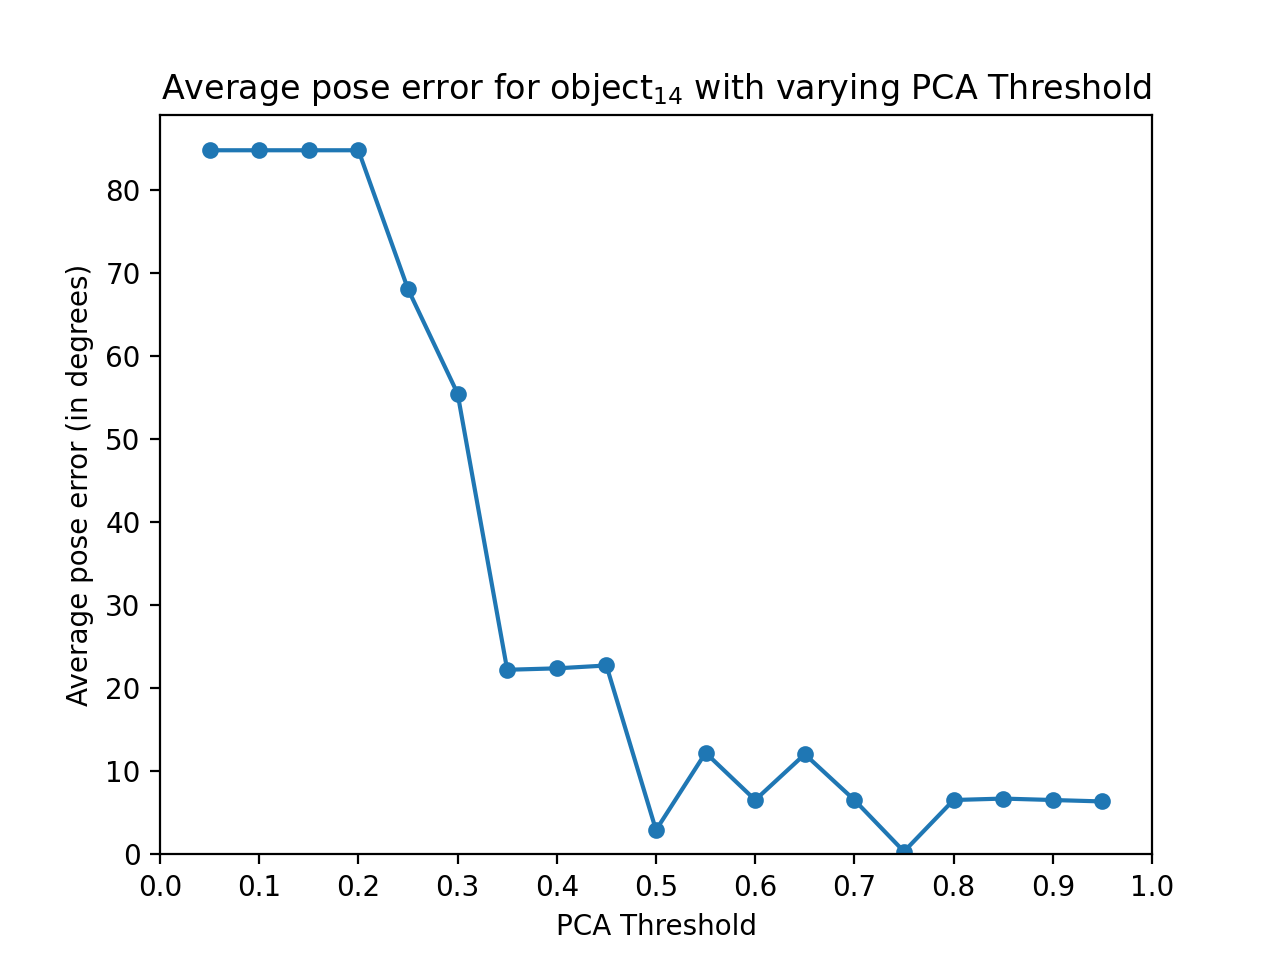 Average pose error for object₁₄ with varying PCA Threshold
Average pose error (in degrees)
80
70
60
50
40
30
20
10
0
0.0 0.1 0.2 0.3 0.4 0.5 0.6 0.7 0.8 0.9 1.0
PCA Threshold